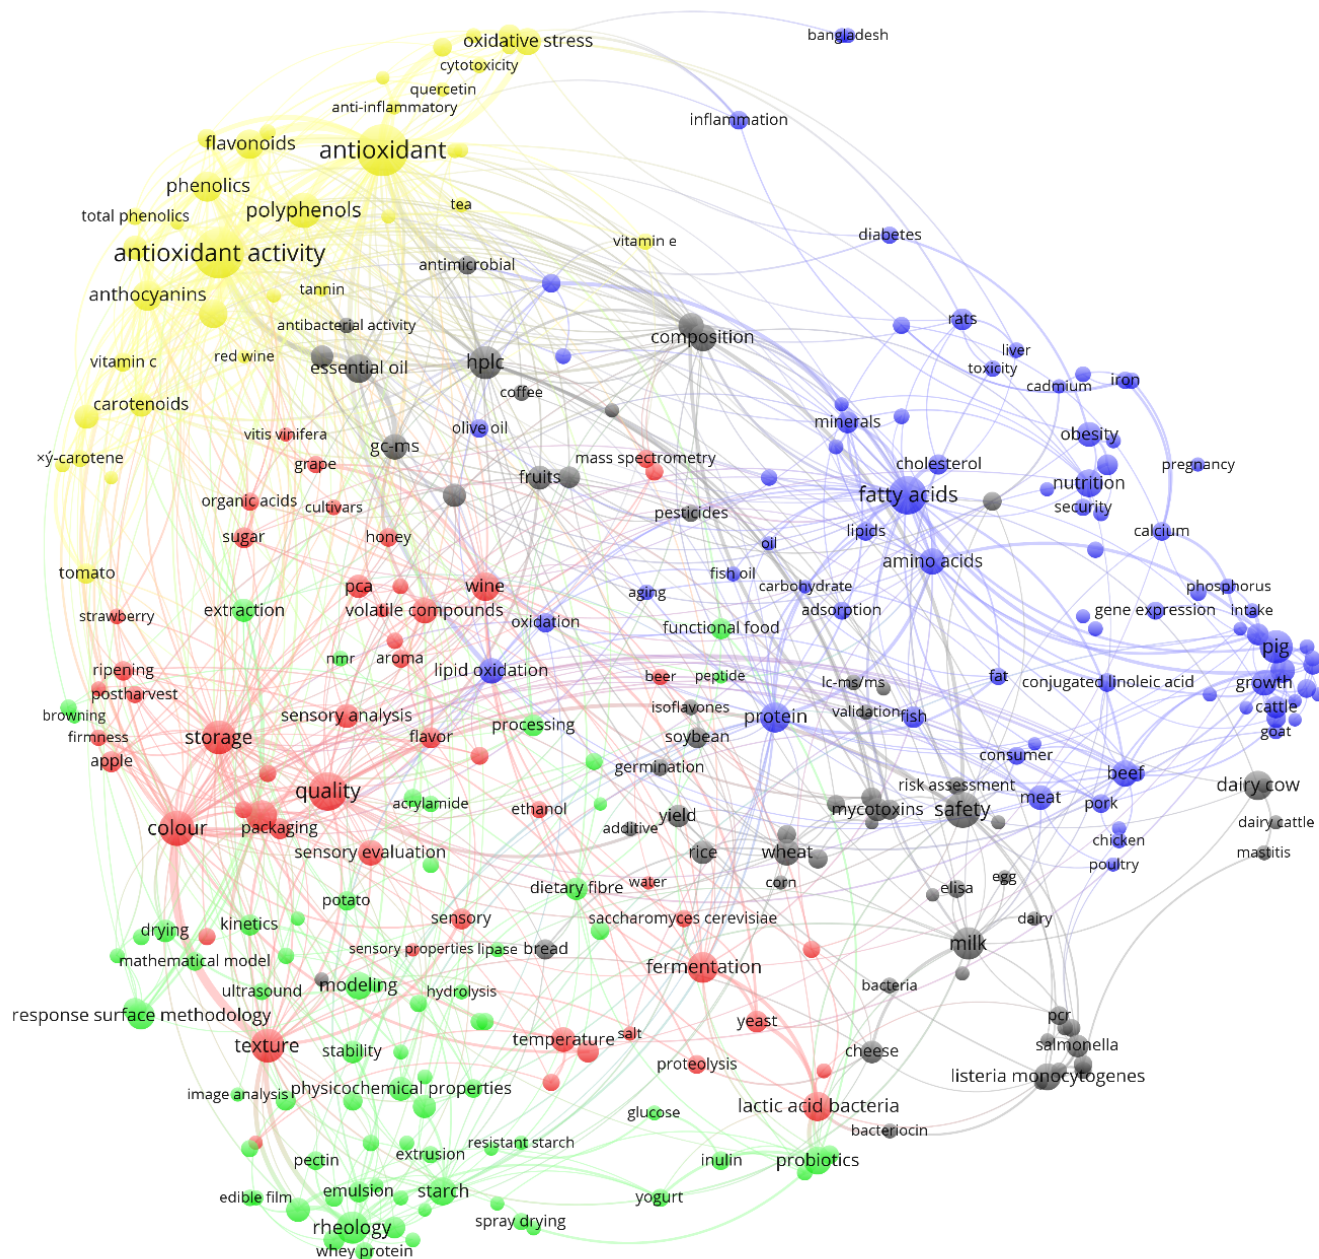 bangladesh
oxidative stress
cytotoxicity
quercetin
anti-inflammatory
inflammation
flavonoids
antioxidant
phenolics
polyphenols
tea
total phenolics
diabetes
vitamin e
antioxidant activity
antimicrobial
tannin
anthocyanins
antibacterial activity
rats
composition
liver
vitamin c
red wine
essential oil
hplc
toxicity
cadmium
iron
coffee
carotenoids
minerals
olive oil
vitis vinifera
obesity
gc-ms
×ý-carotene
grape
mass spectrometry
cholesterol
pregnancy
fruits
nutrition
organic acids
cultivars
fatty acids
security
pesticides
sugar
honey
oil
lipids
calcium
amino acids
tomato
fish oil
pca
wine
carbohydrate
phosphorus
aging
strawberry
extraction
volatile compounds
adsorption
gene expression
intake
oxidation
functional food
pig
nmr
aroma
ripening
lipid oxidation
beer
peptide
lc-ms/ms
fat
conjugated linoleic acid
growth
postharvest
isoflavones
cattle
browning
sensory analysis
processing
protein
validation
fish
firmness
storage
flavor
soybean
goat
apple
germination
consumer
beef
quality
risk assessment
dairy cow
acrylamide
ethanol
mycotoxins
safety
meat
pork
colour
packaging
additive
yield
dairy cattle
chicken
sensory evaluation
rice
wheat
mastitis
poultry
dietary fibre
water
corn
elisa
egg
potato
drying
kinetics
sensory
saccharomyces cerevisiae
dairy
sensory properties
lipase
bread
milk
mathematical model
fermentation
ultrasound
modeling
hydrolysis
bacteria
response surface methodology
yeast
pcr
texture
temperature
salt
stability
cheese
salmonella
proteolysis
listeria monocytogenes
image analysis
physicochemical properties
lactic acid bacteria
glucose
bacteriocin
resistant starch
pectin
extrusion
inulin
probiotics
edible film
emulsion
starch
yogurt
rheology
spray drying
whey protein